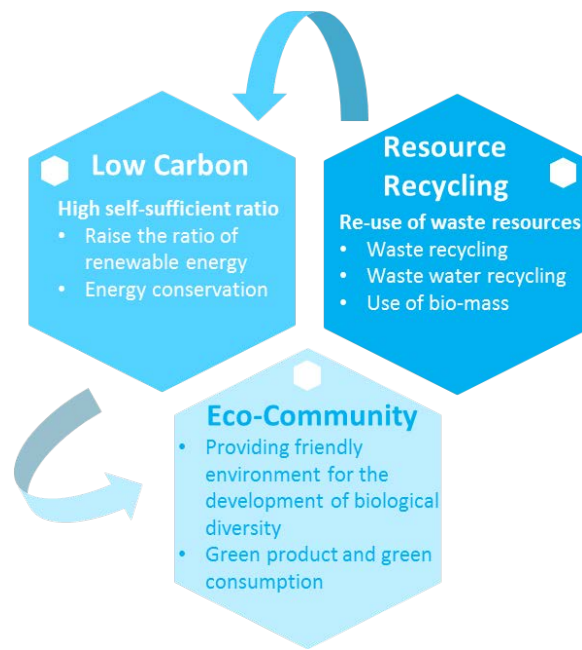 Low Carbon
High self-sufficient ratio
• Raise the ratio of
renewable energy
• Energy conservation
Resource
Recycling
Re-use of waste resources
• Waste recycling
• Waste water recycling
• Use of bio-mass
Eco-Community
• Providing friendly
environment for the
development of biological
diversity
• Green product and green
consumption